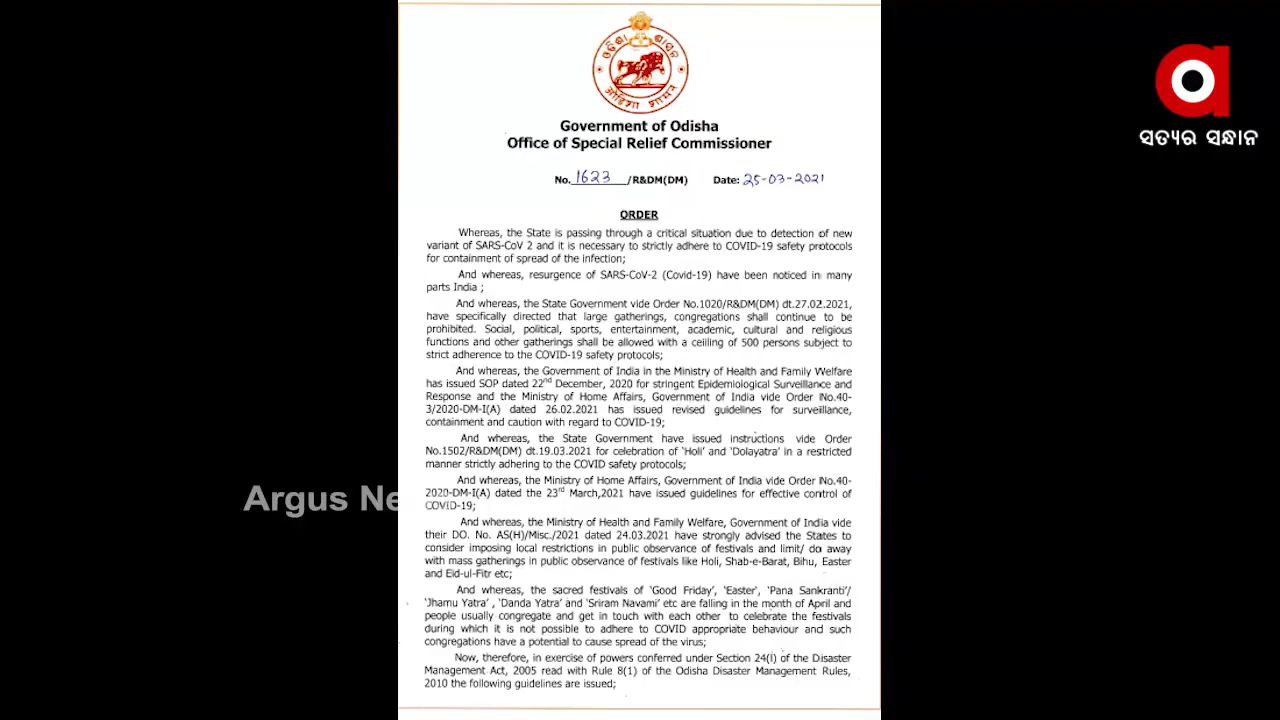 ଓଡ଼ିଶା ଶାସନ
ओड़िशा शासन
Government of Odisha
Office of Special Relief Commissioner
No. 1623 /R&DM(DM) Date: 25-03-2021
ORDER
Whereas, the State is passing through a critical situation due to detection of new
variant of SARS-CoV 2 and it is necessary to strictly adhere to COVID-19 safety protocols
for containment of spread of the infection;
And whereas, resurgence of SARS-CoV-2 (Covid-19) have been noticed in many
parts India ;
And whereas, the State Government vide Order No.1020/R&DM(DM) dt.27.02.2021,
have specifically directed that large gatherings, congregations shall continue to be
prohibited. Social, political, sports, entertainment, academic, cultural and religious
functions and other gatherings shall be allowed with a ceiiling of 500 persons subject to
strict adherence to the COVID-19 safety protocols;
And whereas, the Government of India in the Ministry of Health and Family Welfare
has issued SOP dated 22nd December, 2020 for stringent Epidemiological Surveillance and
Response and the Ministry of Home Affairs, Government of India vide Order No.40-
3/2020-DM-I(A) dated 26.02.2021 has issued revised guidelines for surveillance,
containment and caution with regard to COVID-19;
And whereas, the State Government have issued instructions vide Order
No.1502/R&DM(DM) dt.19.03.2021 for celebration of 'Holi' and 'Dolayatra' in a restricted
manner strictly adhering to the COVID safety protocols;
And whereas, the Ministry of Home Affairs, Government of India vide Order No.40-
2020-DM-I(A) dated the 23rd March,2021 have issued guidelines for effective control of
COVID-19;
And whereas, the Ministry of Health and Family Welfare, Government of India vide
their DO. No. AS(H)/Misc./2021 dated 24.03.2021 have strongly advised the States to
consider imposing local restrictions in public observance of festivals and limit/ do away
with mass gatherings in public observance of festivals like Holi, Shab-e-Barat, Bihu, Easter
and Eid-ul-Fitr etc;
And whereas, the sacred festivals of 'Good Friday', 'Easter', 'Pana Sankranti'/
'Jhamu Yatra' , 'Danda Yatra' and 'Sriram Navami' etc are falling in the month of April and
people usually congregate and get in touch with each other to celebrate the festivals
during which it is not possible to adhere to COVID appropriate behaviour and such
congregations have a potential to cause spread of the virus;
Now, therefore, in exercise of powers conferred under Section 24(i) of the Disaster
Management Act, 2005 read with Rule 8(1) of the Odisha Disaster Management Rules,
2010 the following guidelines are issued;
Argus Ne
ସତ୍ୟର ସନ୍ଧାନ